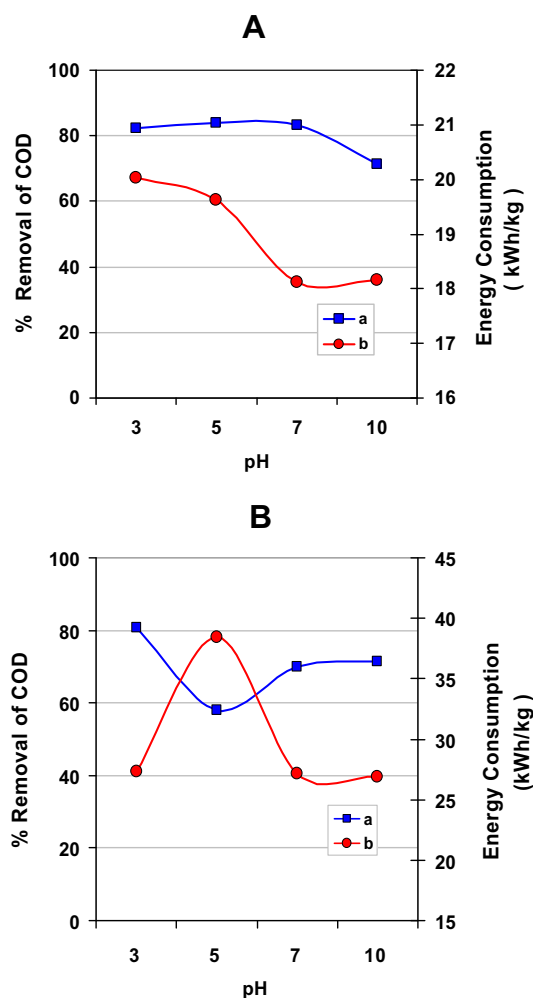 A
100
80
60
40
20
0
% Removal of COD
22
21
20
19
18
17
16
Energy Consumption
( kWh/kg)
a
b
3 5 7 10
pH
B
100
80
60
40
20
0
% Removal of COD
45
40
35
30
25
20
15
Energy Consumption
(kWh/kg)
a
b
3 5 7 10
pH